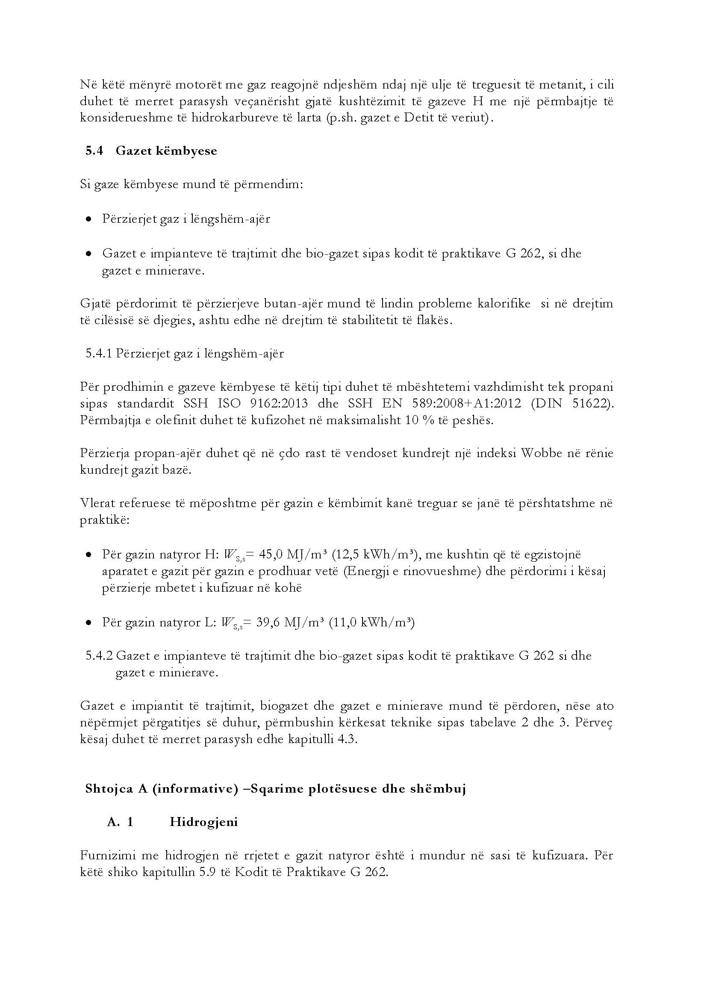 Në këtë mënyrë motorët me gaz reagojnë ndjeshëm ndaj një ulje të treguesit të metanit, i cili
duhet të merret parasysh veçanërisht gjatë kushtëzimit të gazeve H me një përmbajtje të
konsiderueshme të hidrokarbureve të larta (p.sh. gazet e Detit të veriut).
5.4 Gazet këmbyese
Si gaze këmbyese mund të përmendim:
• Përzierjet gaz i lëngshëm-ajër
• Gazet e impianteve të trajtimit dhe bio-gazet sipas kodit të praktikave G 262, si dhe
gazet e minierave.
Gjatë përdorimit të përzierjeve butan-ajër mund të lindin probleme kalorifike si në drejtim
të cilësisë së djegies, ashtu edhe në drejtim të stabilitetit të flakës.
5.4.1 Përzierjet gaz i lëngshëm-ajër
Për prodhimin e gazeve këmbyese të këtij tipi duhet të mbështetemi vazhdimisht tek propani
sipas standardit SSH ISO 9162:2013 dhe SSH EN 589:2008+A1:2012 (DIN 51622).
Përmbajtja e olefinit duhet të kufizohet në maksimalisht 10 % të peshës.
Përzierja propan-ajër duhet që në çdo rast të vendoset kundrejt një indeksi Wobbe në rënie
kundrejt gazit bazë.
Vlerat referuese të mëposhtme për gazin e këmbimit kanë treguar se janë të përshtatshme në
praktikë:
• Për gazin natyror H: W_S,s= 45,0 MJ/m³ (12,5 kWh/m³), me kushtin që të egzistojnë
aparatet e gazit për gazin e prodhuar vetë (Energji e rinovueshme) dhe përdorimi i kësaj
përzierje mbetet i kufizuar në kohë
• Për gazin natyror L: W_S,s= 39,6 MJ/m³ (11,0 kWh/m³)
5.4.2 Gazet e impianteve të trajtimit dhe bio-gazet sipas kodit të praktikave G 262 si dhe
gazet e minierave.
Gazet e impiantit të trajtimit, biogazet dhe gazet e minierave mund të përdoren, nëse ato
nëpërmjet përgatitjes së duhur, përmbushin kërkesat teknike sipas tabelave 2 dhe 3. Përveç
kësaj duhet të merret parasysh edhe kapitulli 4.3.
Shtojca A (informative) –Sqarime plotësuese dhe shëmbuj
A. 1 Hidrogjeni
Furnizimi me hidrogjen në rrjetet e gazit natyror është i mundur në sasi të kufizuara. Për
këtë shiko kapitullin 5.9 të Kodit të Praktikave G 262.